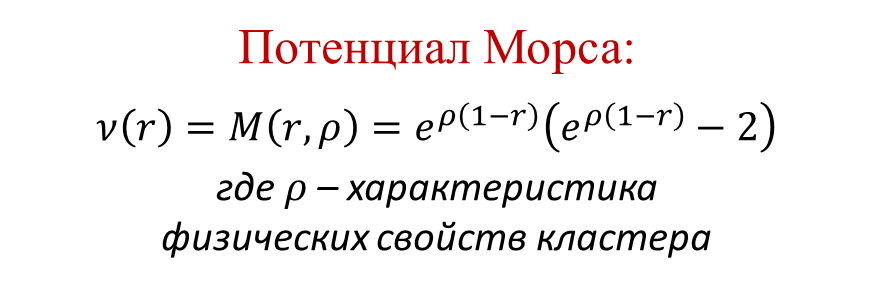 Потенциал Морса:
𝜈(𝑟) = 𝑀(𝑟, 𝜌) = 𝑒^{𝜌(1−𝑟)}(𝑒^{𝜌(1−𝑟)} − 2)
где 𝜌 – характеристика
физических свойств кластера